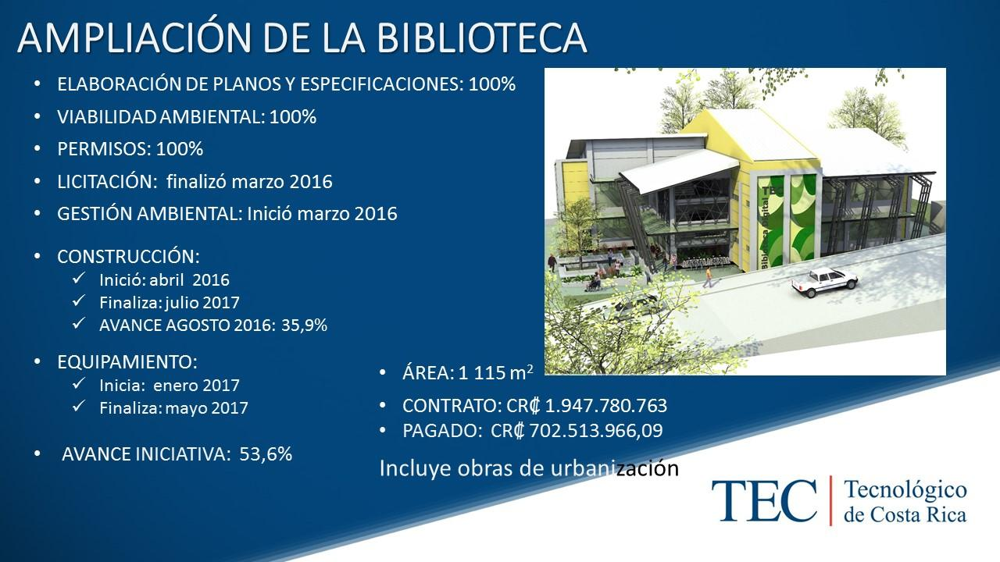 AMPLIACIÓN DE LA BIBLIOTECA
• ELABORACIÓN DE PLANOS Y ESPECIFICACIONES: 100%
• VIABILIDAD AMBIENTAL: 100%
• PERMISOS: 100%
• LICITACIÓN: finalizó marzo 2016
• GESTIÓN AMBIENTAL: Inició marzo 2016
• CONSTRUCCIÓN:
✓ Inició: abril 2016
✓ Finaliza: julio 2017
✓ AVANCE AGOSTO 2016: 35,9%
• EQUIPAMIENTO:
✓ Inicia: enero 2017
✓ Finaliza: mayo 2017
• AVANCE INICIATIVA: 53,6%
TEC
Biblioteca Digital
• ÁREA: 1 115 m²
• CONTRATO: CR₡ 1.947.780.763
• PAGADO: CR₡ 702.513.966,09
Incluye obras de urbanización
TEC
Tecnológico
de Costa Rica